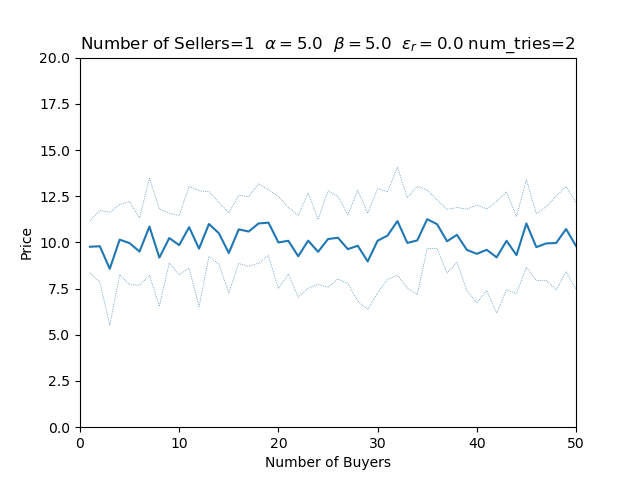 Number of Sellers=1 α = 5.0 β = 5.0 εr = 0.0 num_tries=2
20.0
17.5
15.0
12.5
10.0
7.5
5.0
2.5
0.0
Price
0 10 20 30 40 50
Number of Buyers